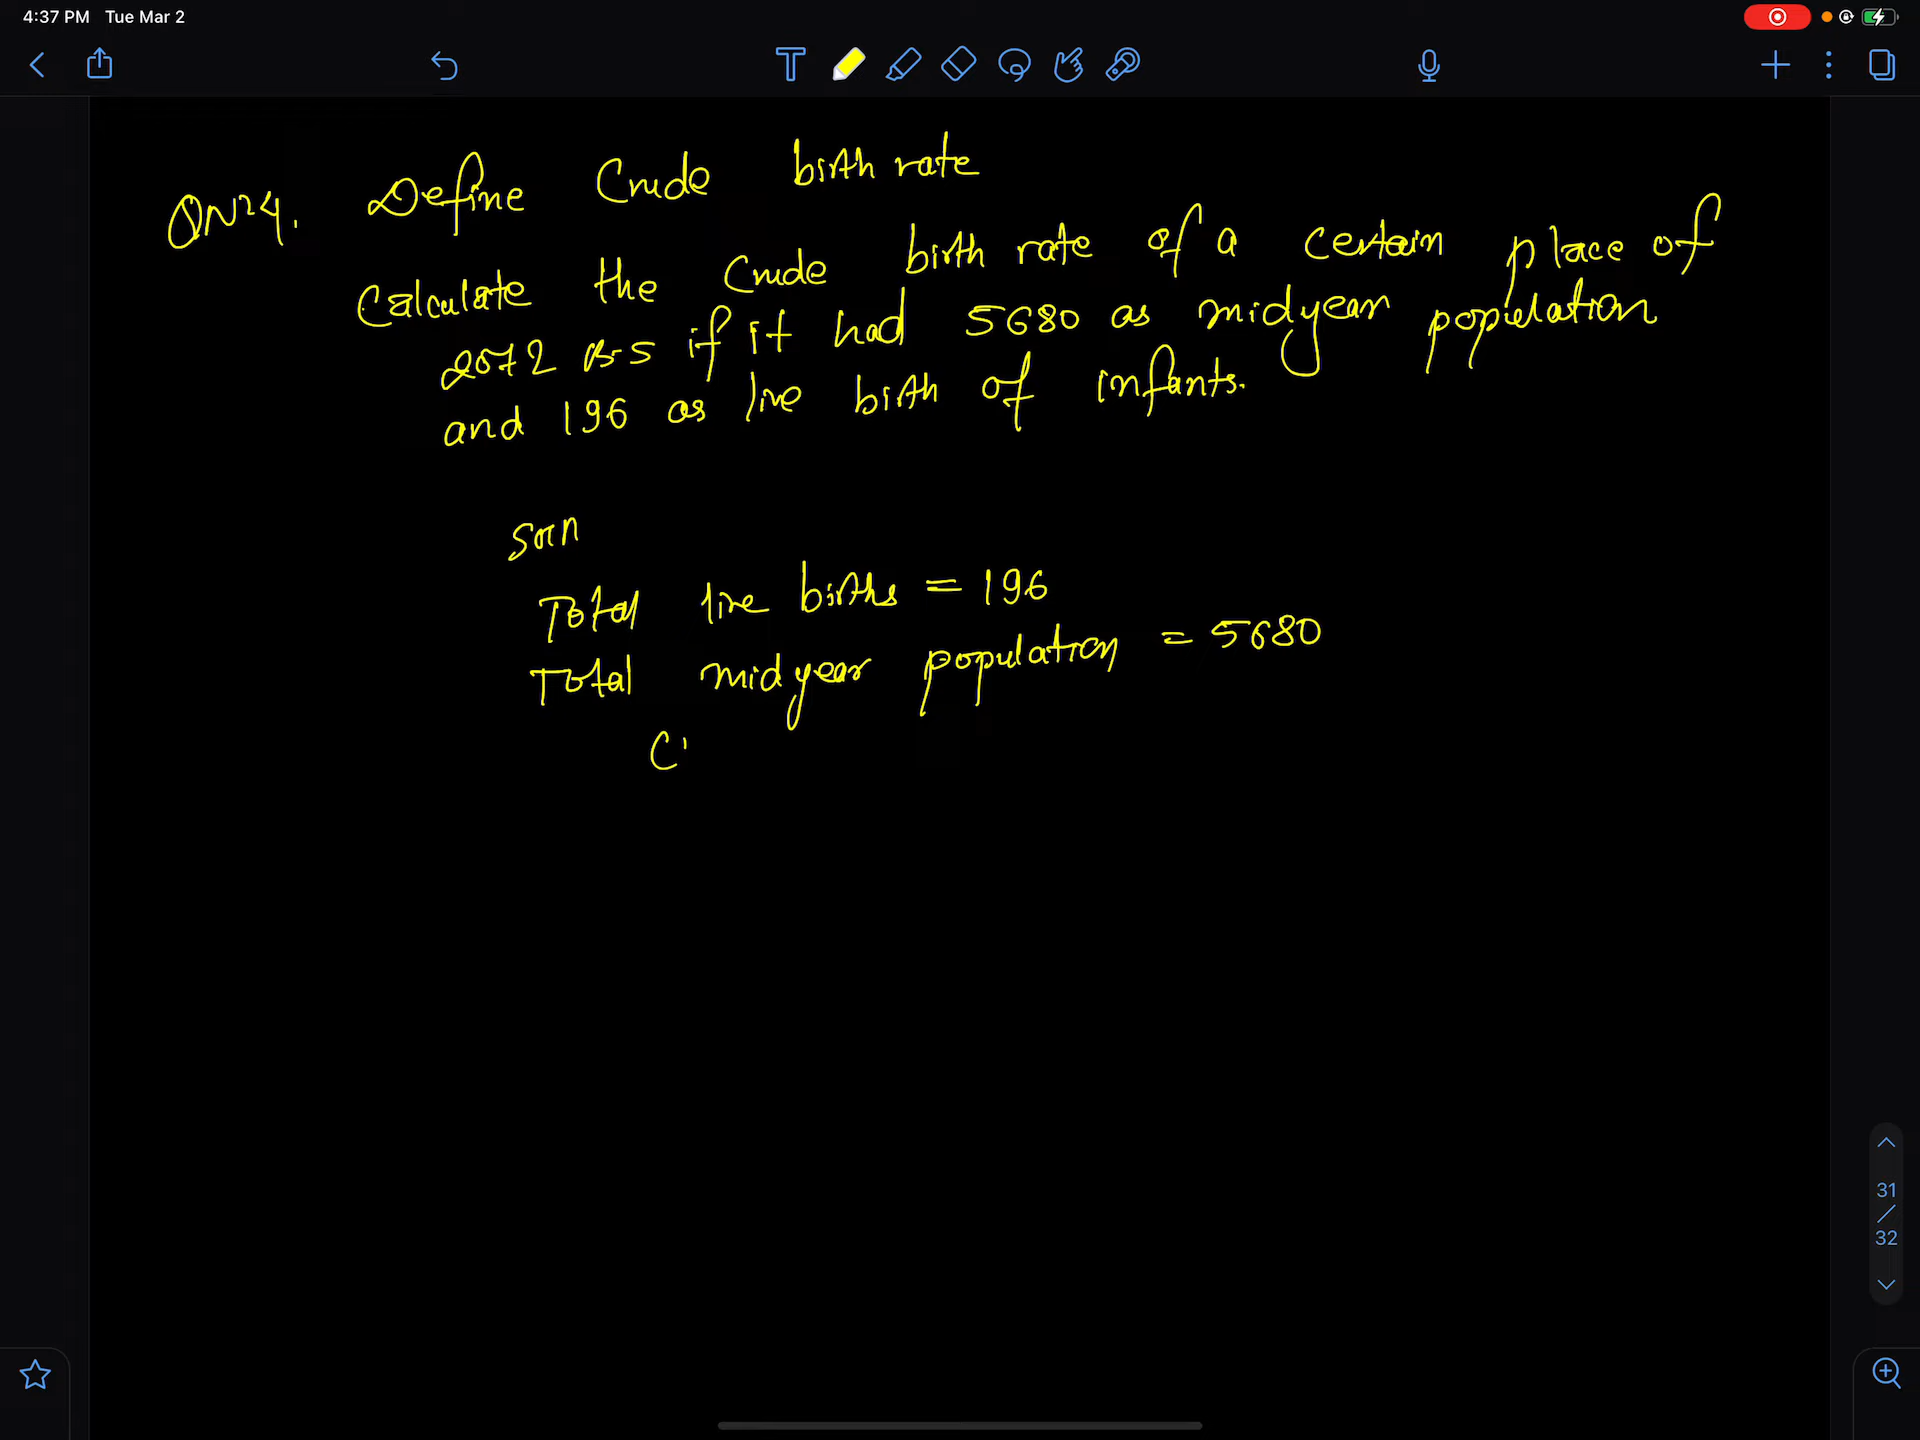 4:37 PM Tue Mar 2
QN24. Define Crude birth rate
Calculate the Crude birth rate of a certain place of
2072 B.S if it had 5680 as midyear population
and 196 as live birth of infants.
Soln
Total live births = 196
Total midyear population = 5680
C
31
/
32